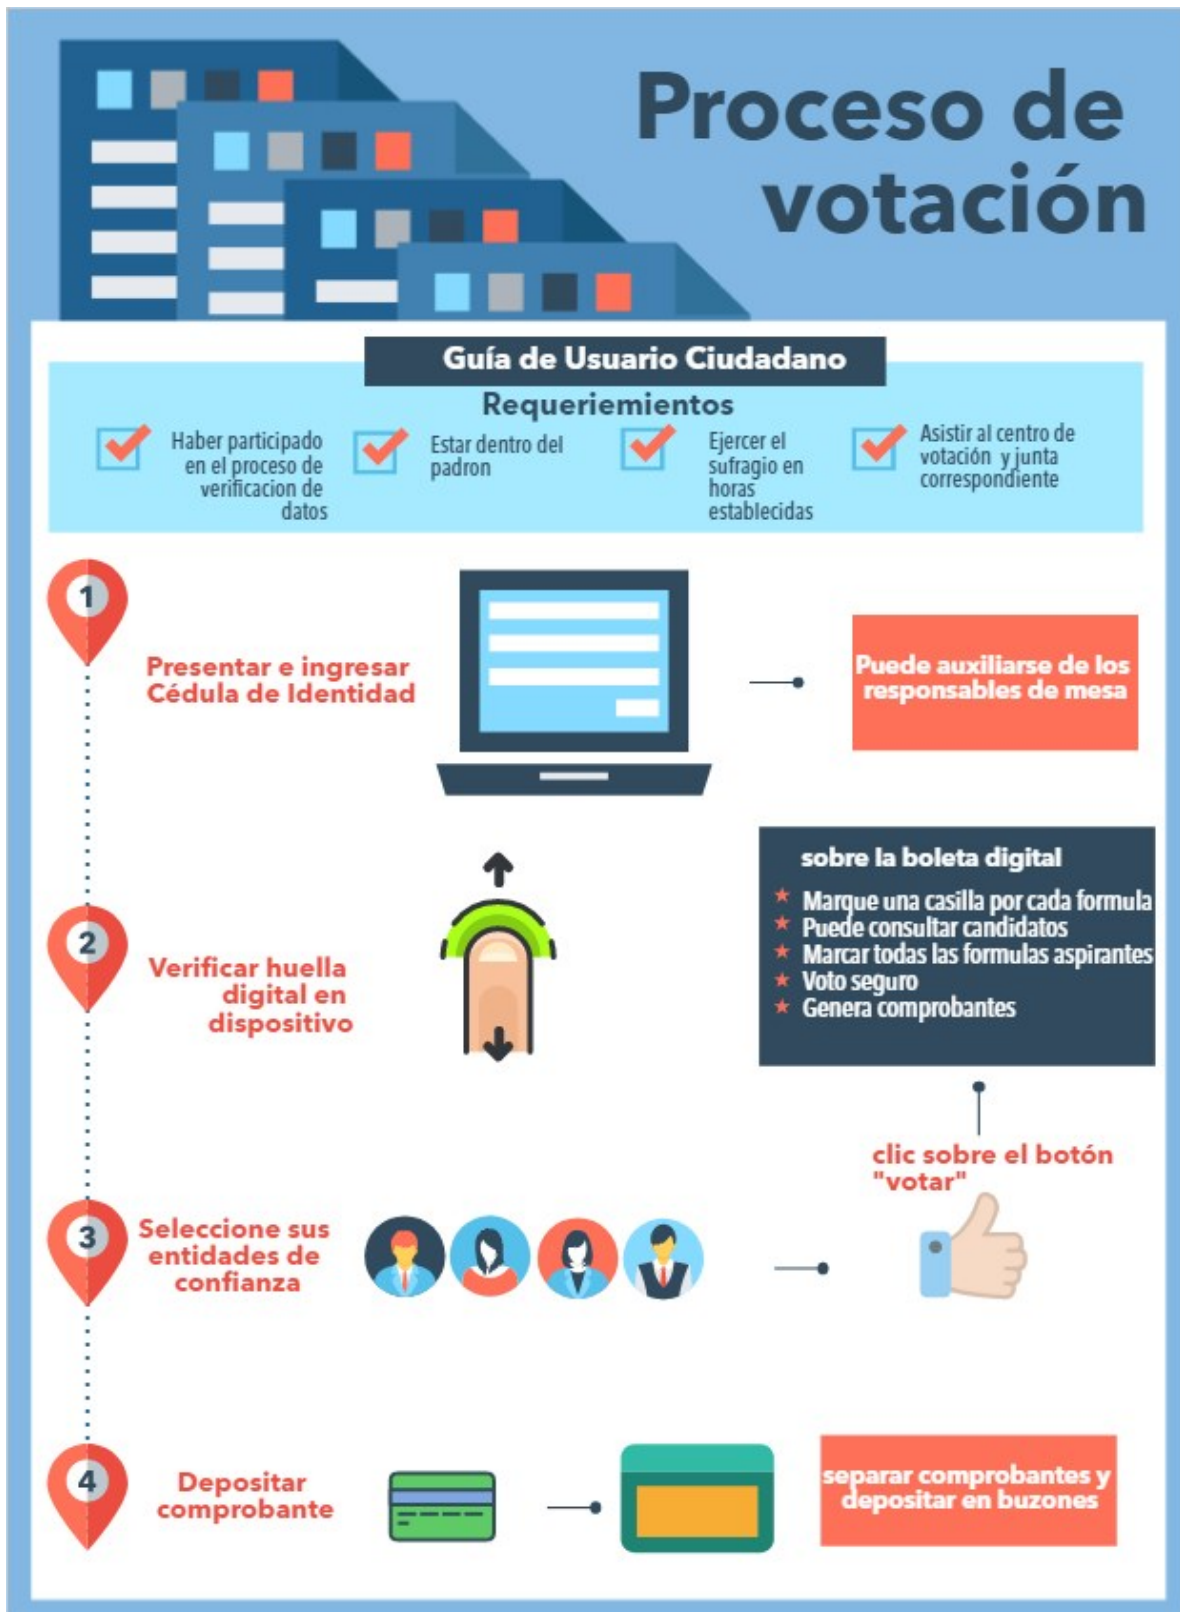 Proceso de
votación
Guía de Usuario Ciudadano
Requeriemientos
Haber participado
en el proceso de
verificacion de
datos
Estar dentro del
padron
Ejercer el
sufragio en
horas
establecidas
Asistir al centro de
votación y junta
correspondiente
1
Presentar e ingresar
Cédula de Identidad
Puede auxiliarse de los
responsables de mesa
2
Verificar huella
digital en
dispositivo
sobre la boleta digital
Marque una casilla por cada formula
Puede consultar candidatos
Marcar todas las formulas aspirantes
Voto seguro
Genera comprobantes
clic sobre el botón
"votar"
3
Seleccione sus
entidades de
confianza
4
Depositar
comprobante
separar comprobantes y
depositar en buzones